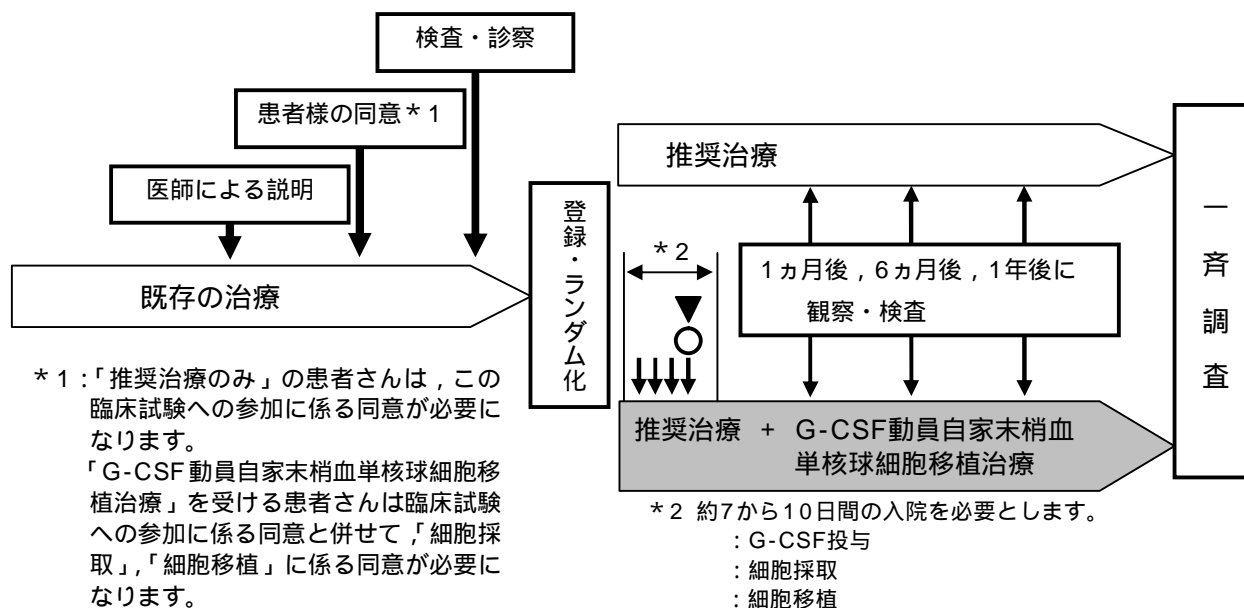 検査・診察
患者様の同意*1
医師による説明
既存の治療
登録・ランダム化
推奨治療
*2
1ヵ月後,6ヵ月後,1年後に
観察・検査
推奨治療 + G-CSF動員自家末梢血
単核球細胞移植治療
一斉調査
*1:「推奨治療のみ」の患者さんは,この
臨床試験への参加に係る同意が必要に
なります。
「G-CSF動員自家末梢血単核球細胞移
植治療」を受ける患者さんは臨床試験
への参加に係る同意と併せて,「細胞採
取」,「細胞移植」に係る同意が必要に
なります。
*2 約7から10日間の入院を必要とします。
:G-CSF投与
:細胞採取
:細胞移植